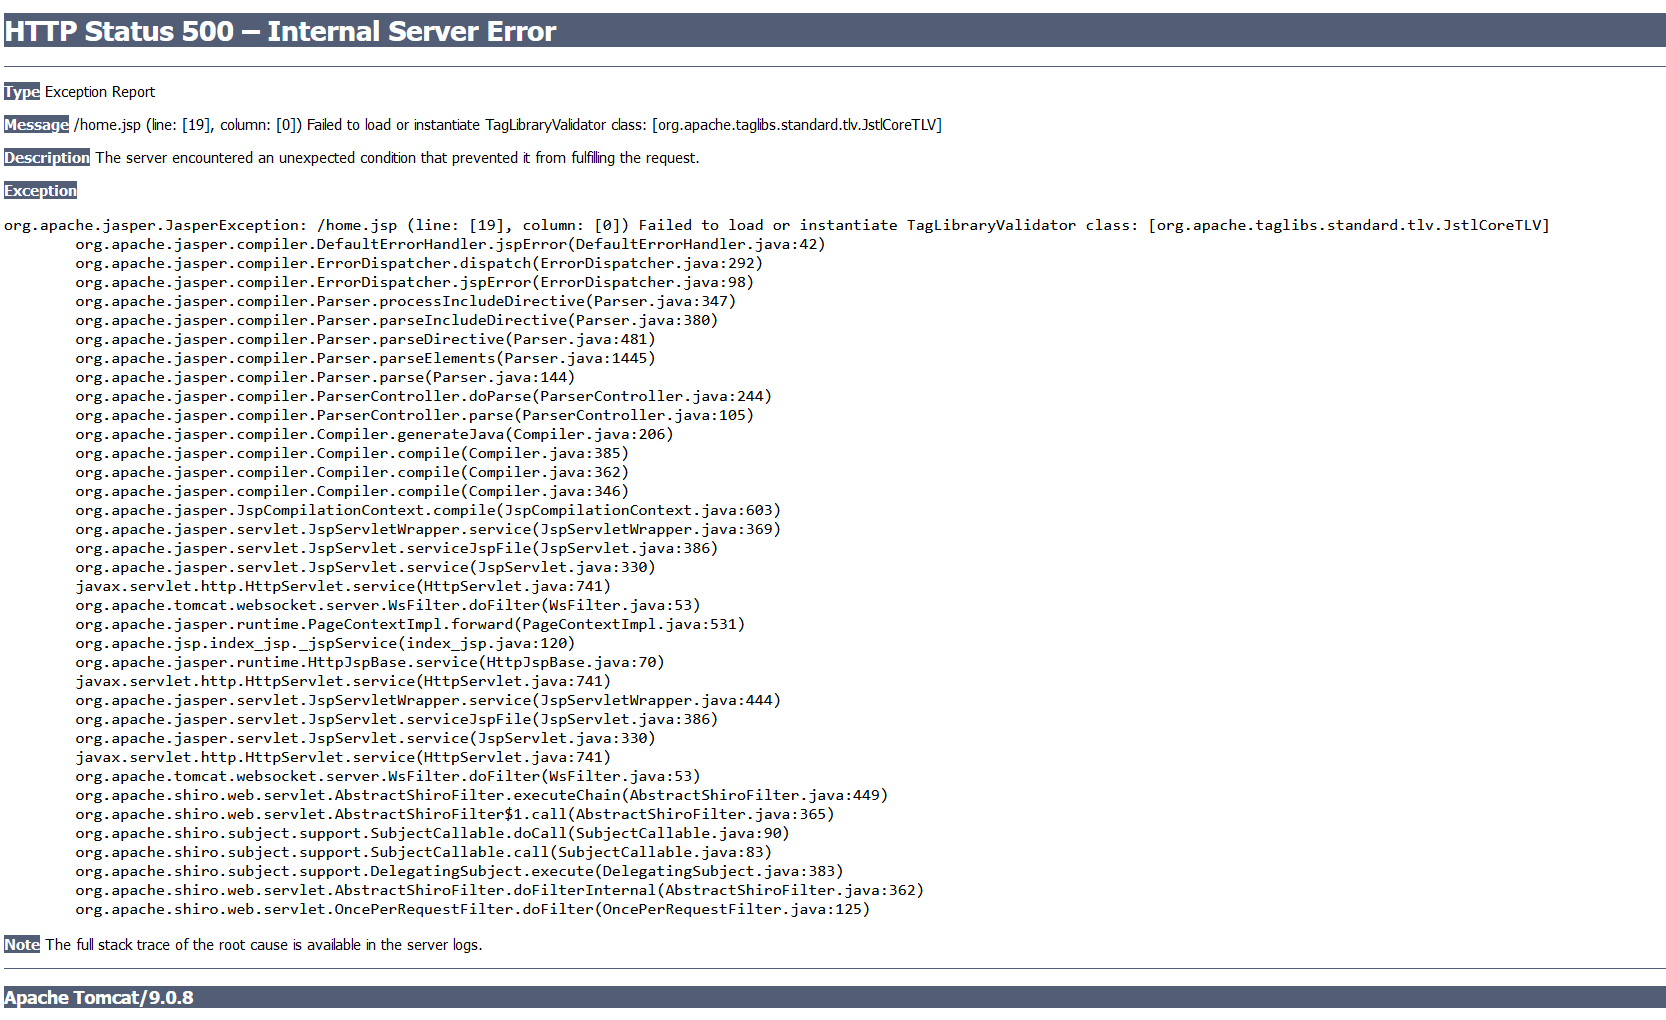 HTTP Status 500 – Internal Server Error
Type Exception Report
Message /home.jsp (line: [19], column: [0]) Failed to load or instantiate TagLibraryValidator class: [org.apache.taglibs.standard.tlv.JstlCoreTLV]
Description The server encountered an unexpected condition that prevented it from fulfilling the request.
Exception
org.apache.jasper.JasperException: /home.jsp (line: [19], column: [0]) Failed to load or instantiate TagLibraryValidator class: [org.apache.taglibs.standard.tlv.JstlCoreTLV]
org.apache.jasper.compiler.DefaultErrorHandler.jspError(DefaultErrorHandler.java:42)
org.apache.jasper.compiler.ErrorDispatcher.dispatch(ErrorDispatcher.java:292)
org.apache.jasper.compiler.ErrorDispatcher.jspError(ErrorDispatcher.java:98)
org.apache.jasper.compiler.Parser.processIncludeDirective(Parser.java:347)
org.apache.jasper.compiler.Parser.parseIncludeDirective(Parser.java:380)
org.apache.jasper.compiler.Parser.parseDirective(Parser.java:481)
org.apache.jasper.compiler.Parser.parseElements(Parser.java:1445)
org.apache.jasper.compiler.Parser.parse(Parser.java:144)
org.apache.jasper.compiler.ParserController.doParse(ParserController.java:244)
org.apache.jasper.compiler.ParserController.parse(ParserController.java:105)
org.apache.jasper.compiler.Compiler.generateJava(Compiler.java:206)
org.apache.jasper.compiler.Compiler.compile(Compiler.java:385)
org.apache.jasper.compiler.Compiler.compile(Compiler.java:362)
org.apache.jasper.compiler.Compiler.compile(Compiler.java:346)
org.apache.jasper.JspCompilationContext.compile(JspCompilationContext.java:603)
org.apache.jasper.servlet.JspServletWrapper.service(JspServletWrapper.java:369)
org.apache.jasper.servlet.JspServlet.serviceJspFile(JspServlet.java:386)
org.apache.jasper.servlet.JspServlet.service(JspServlet.java:330)
javax.servlet.http.HttpServlet.service(HttpServlet.java:741)
org.apache.tomcat.websocket.server.WsFilter.doFilter(WsFilter.java:53)
org.apache.jasper.runtime.PageContextImpl.forward(PageContextImpl.java:531)
org.apache.jsp.index_jsp._jspService(index_jsp.java:120)
org.apache.jasper.runtime.HttpJspBase.service(HttpJspBase.java:70)
javax.servlet.http.HttpServlet.service(HttpServlet.java:741)
org.apache.jasper.servlet.JspServletWrapper.service(JspServletWrapper.java:444)
org.apache.jasper.servlet.JspServlet.serviceJspFile(JspServlet.java:386)
org.apache.jasper.servlet.JspServlet.service(JspServlet.java:330)
javax.servlet.http.HttpServlet.service(HttpServlet.java:741)
org.apache.tomcat.websocket.server.WsFilter.doFilter(WsFilter.java:53)
org.apache.shiro.web.servlet.AbstractShiroFilter.executeChain(AbstractShiroFilter.java:449)
org.apache.shiro.web.servlet.AbstractShiroFilter$1.call(AbstractShiroFilter.java:365)
org.apache.shiro.subject.support.SubjectCallable.doCall(SubjectCallable.java:90)
org.apache.shiro.subject.support.SubjectCallable.call(SubjectCallable.java:83)
org.apache.shiro.subject.support.DelegatingSubject.execute(DelegatingSubject.java:383)
org.apache.shiro.web.servlet.AbstractShiroFilter.doFilterInternal(AbstractShiroFilter.java:362)
org.apache.shiro.web.servlet.OncePerRequestFilter.doFilter(OncePerRequestFilter.java:125)
Note The full stack trace of the root cause is available in the server logs.
Apache Tomcat/9.0.8